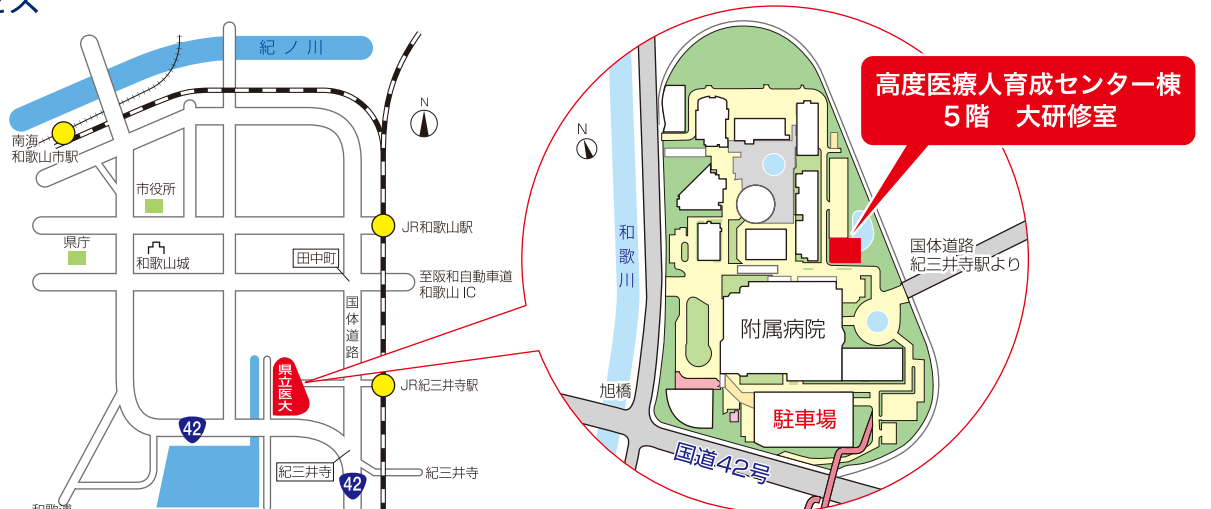 紀ノ川
N
南海
和歌山市駅
市役所
JR和歌山駅
県庁
和歌山城
田中町
至阪和自動車道
和歌山 IC
国体道路
県立医大
JR紀三井寺駅
42
紀三井寺
42
紀三井寺
高度医療人育成センター棟
5階 大研修室
N
和歌川
国体道路
紀三井寺駅より
附属病院
旭橋
駐車場
国道42号